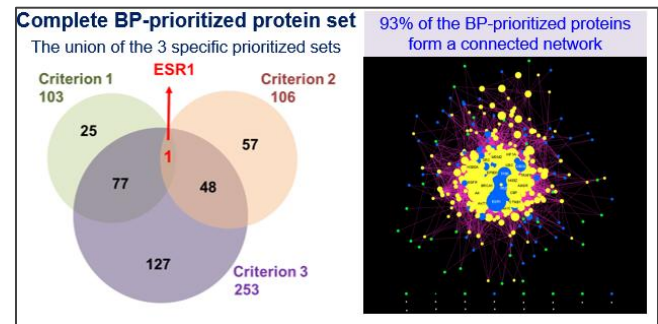 Complete BP-prioritized protein set
The union of the 3 specific prioritized sets
ESR1
Criterion 1
103
Criterion 2
106
25
57
1
77
48
127
Criterion 3
253
93% of the BP-prioritized proteins
form a connected network